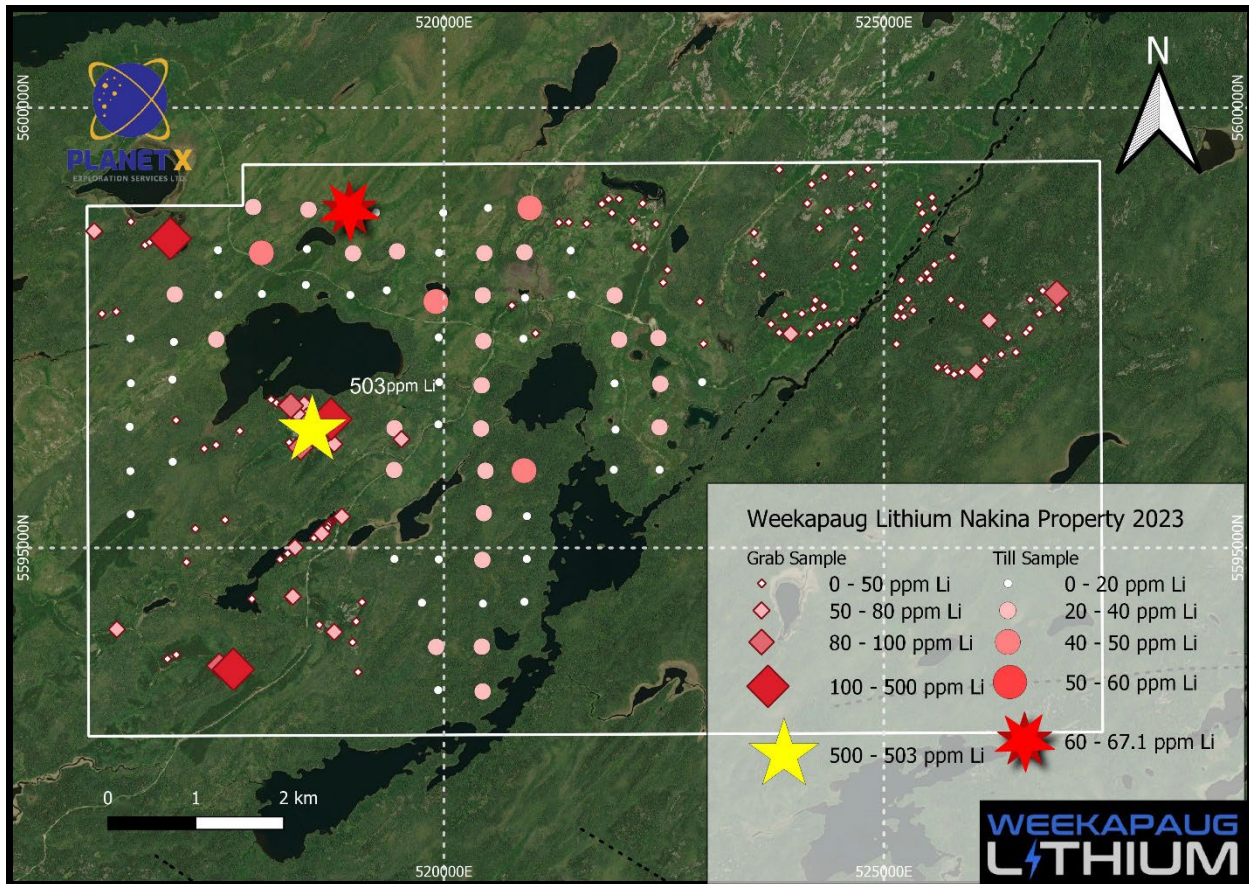 520000E
525000E
N
5600000N
5600000N
PLANETX
EXPLORATION SERVICES LTD.
503ppm Li
5595000N
5595000N
Weekapaug Lithium Nakina Property 2023
Grab Sample
Till Sample
0 - 50 ppm Li
0 - 20 ppm Li
50 - 80 ppm Li
20 - 40 ppm Li
80 - 100 ppm Li
40 - 50 ppm Li
100 - 500 ppm Li
50 - 60 ppm Li
500 - 503 ppm Li
60 - 67.1 ppm Li
0 1 2 km
520000E
525000E
WEEKAPAUG
LITHIUM